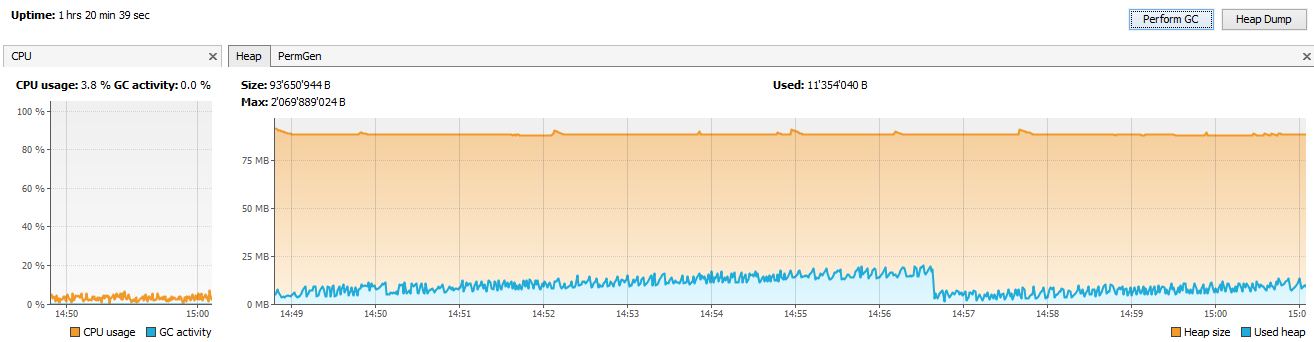 Uptime: 1 hrs 20 min 39 sec
Perform GC
Heap Dump
CPU
Heap
PermGen
CPU usage: 3.8 % GC activity: 0.0 %
Size: 93'650'944 B
Used: 11'354'040 B
Max: 2'069'889'024 B
100 %
80 %
60 %
40 %
20 %
0 %
14:50
15:00
CPU usage
GC activity
75 MB
50 MB
25 MB
0 MB
14:49
14:50
14:51
14:52
14:53
14:54
14:55
14:56
14:57
14:58
14:59
15:00
15:0
Heap size
Used heap